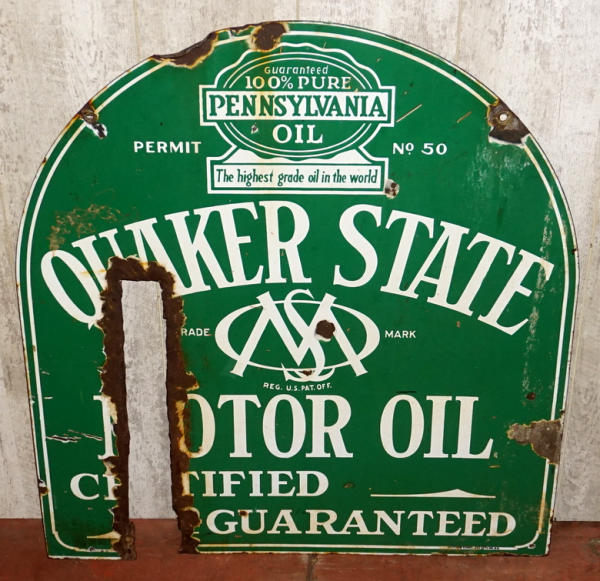 Guaranteed
100% PURE
PENNSYLVANIA
OIL
PERMIT No 50
The highest grade oil in the world
QUAKER STATE
TRADE MARK
REG. U.S. PAT. OFF.
MOTOR OIL
CERTIFIED
GUARANTEED